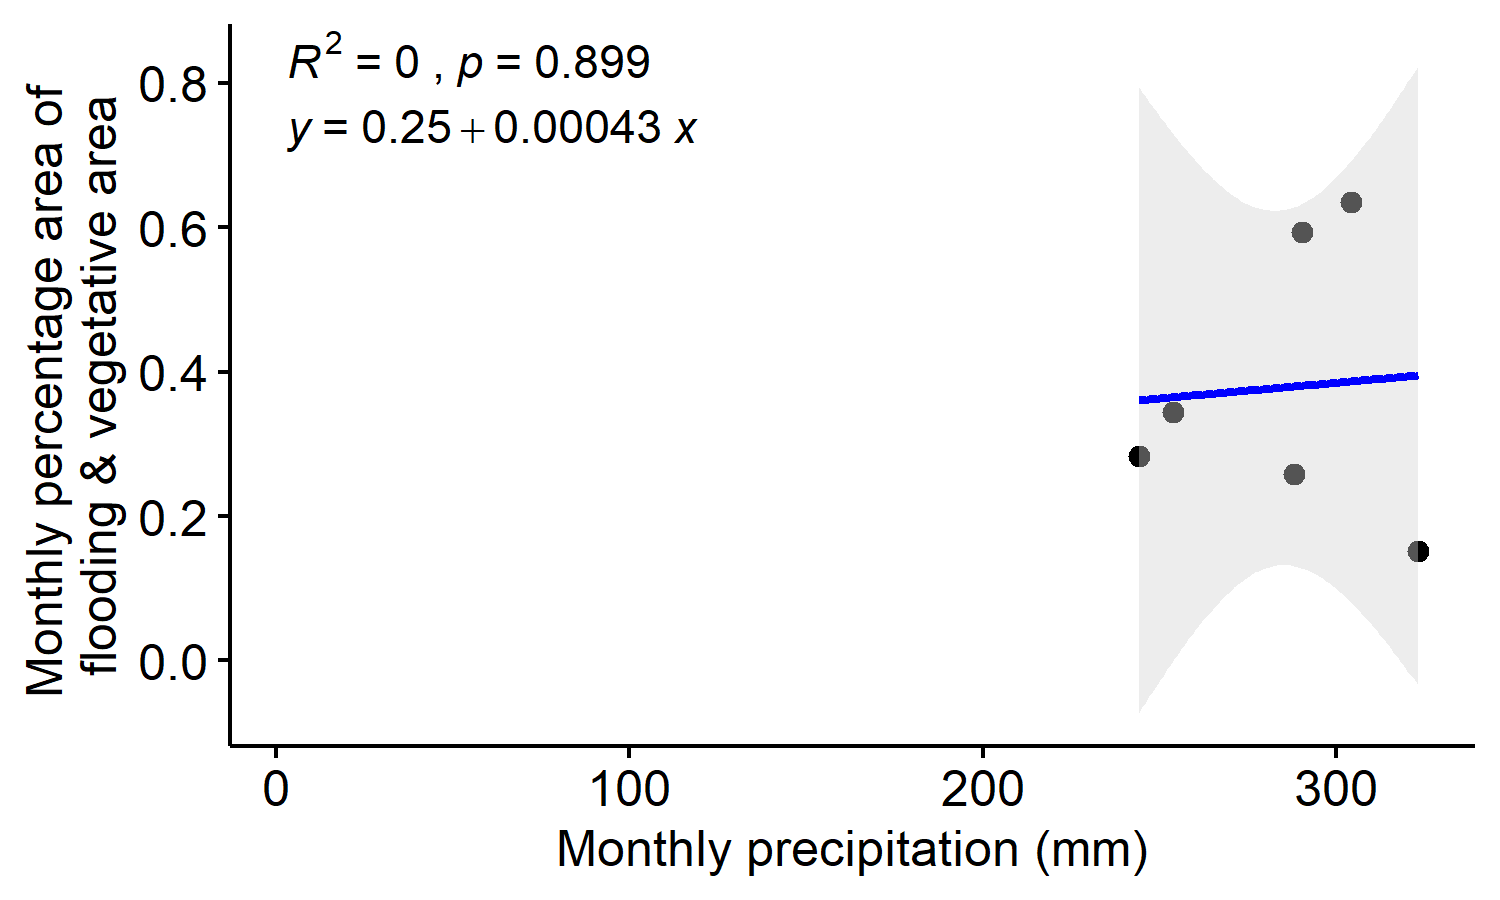 R² = 0 , p = 0.899
y = 0.25 + 0.00043 x
Monthly percentage area of
flooding & vegetative area
0.8
0.6
0.4
0.2
0.0
0 100 200 300
Monthly precipitation (mm)